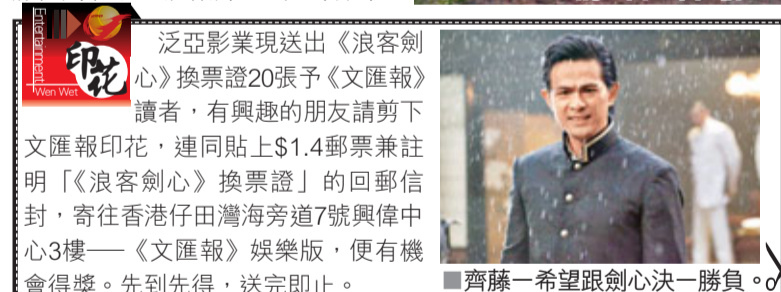 Entertainment
Wen Wei
印花
泛亞影業現送出《浪客劍
心》換票證20張予《文匯報》
讀者，有興趣的朋友請剪下
文匯報印花，連同貼上$1.4郵票兼註
明「《浪客劍心》換票證」的回郵信
封，寄往香港仔田灣海旁道7號興偉中
心3樓——《文匯報》娛樂版，便有機
會得獎。先到先得，送完即止。
■齊藤一希望跟劍心決一勝負。